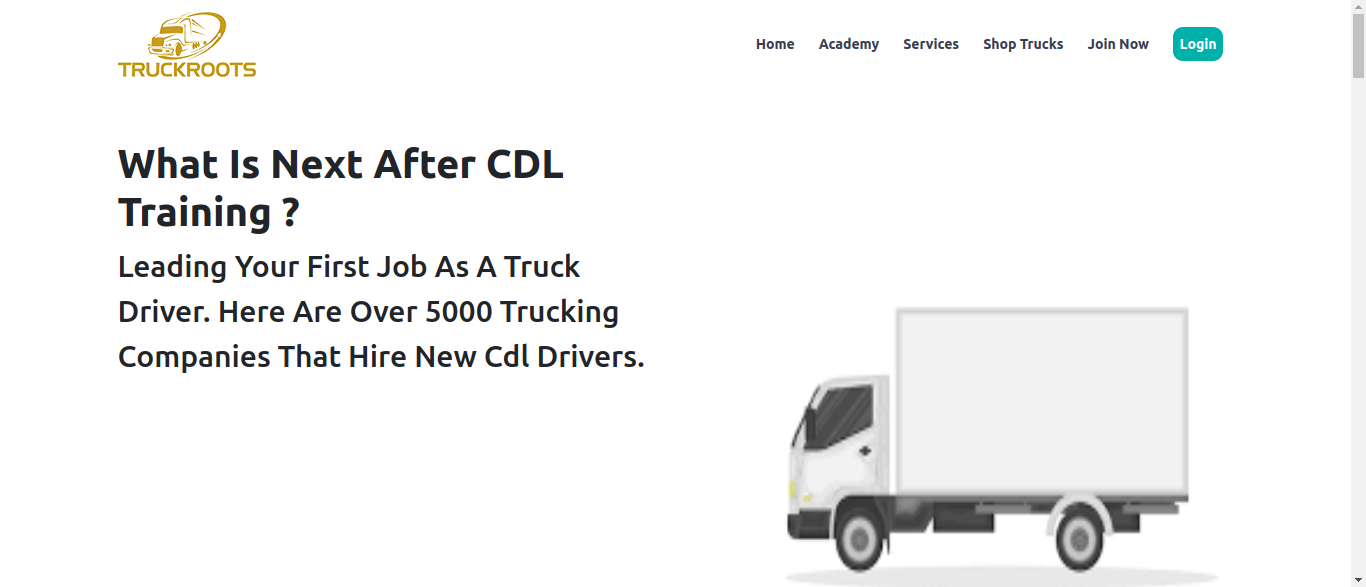 TRUCKROOTS
Home Academy Services Shop Trucks Join Now Login
What Is Next After CDL
Training ?
Leading Your First Job As A Truck
Driver. Here Are Over 5000 Trucking
Companies That Hire New Cdl Drivers.